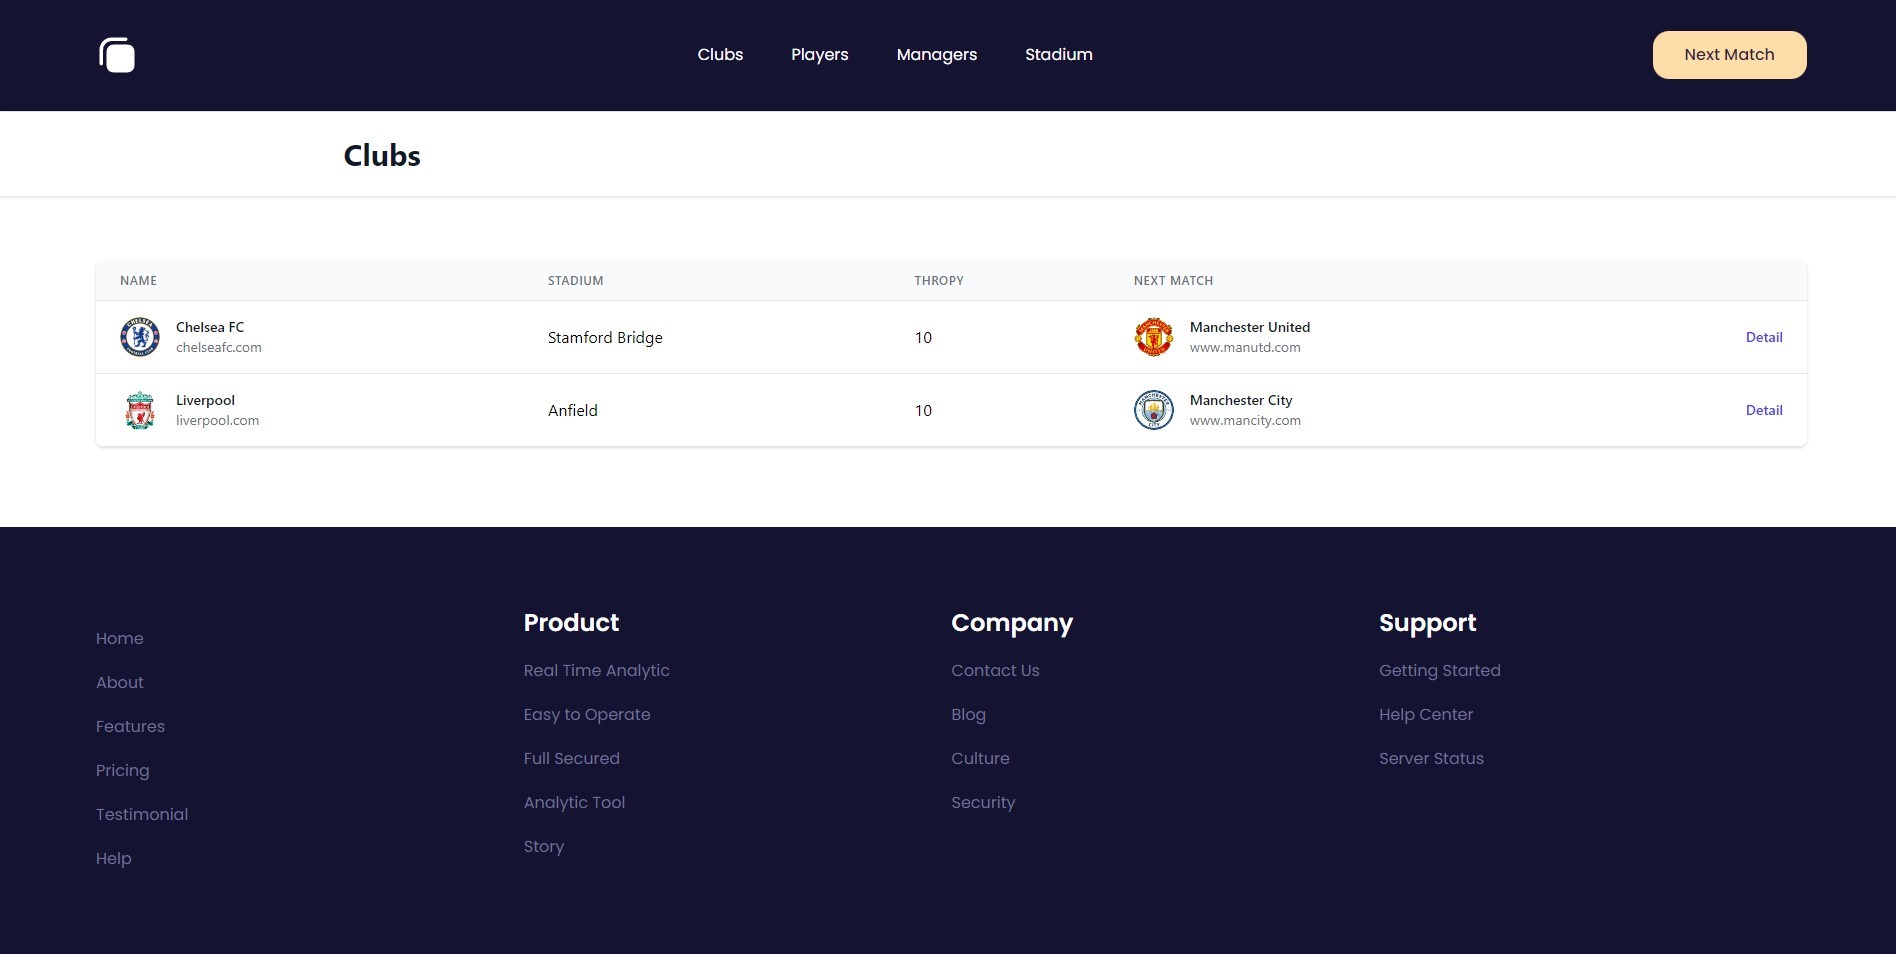 Clubs Players Managers Stadium Next Match
Clubs
NAME STADIUM THROPY NEXT MATCH
Chelsea FC
chelseafc.com
Stamford Bridge
10
Manchester United
www.manutd.com
Detail
Liverpool
liverpool.com
Anfield
10
Manchester City
www.mancity.com
Detail
Home
About
Features
Pricing
Testimonial
Help
Product
Real Time Analytic
Easy to Operate
Full Secured
Analytic Tool
Story
Company
Contact Us
Blog
Culture
Security
Support
Getting Started
Help Center
Server Status